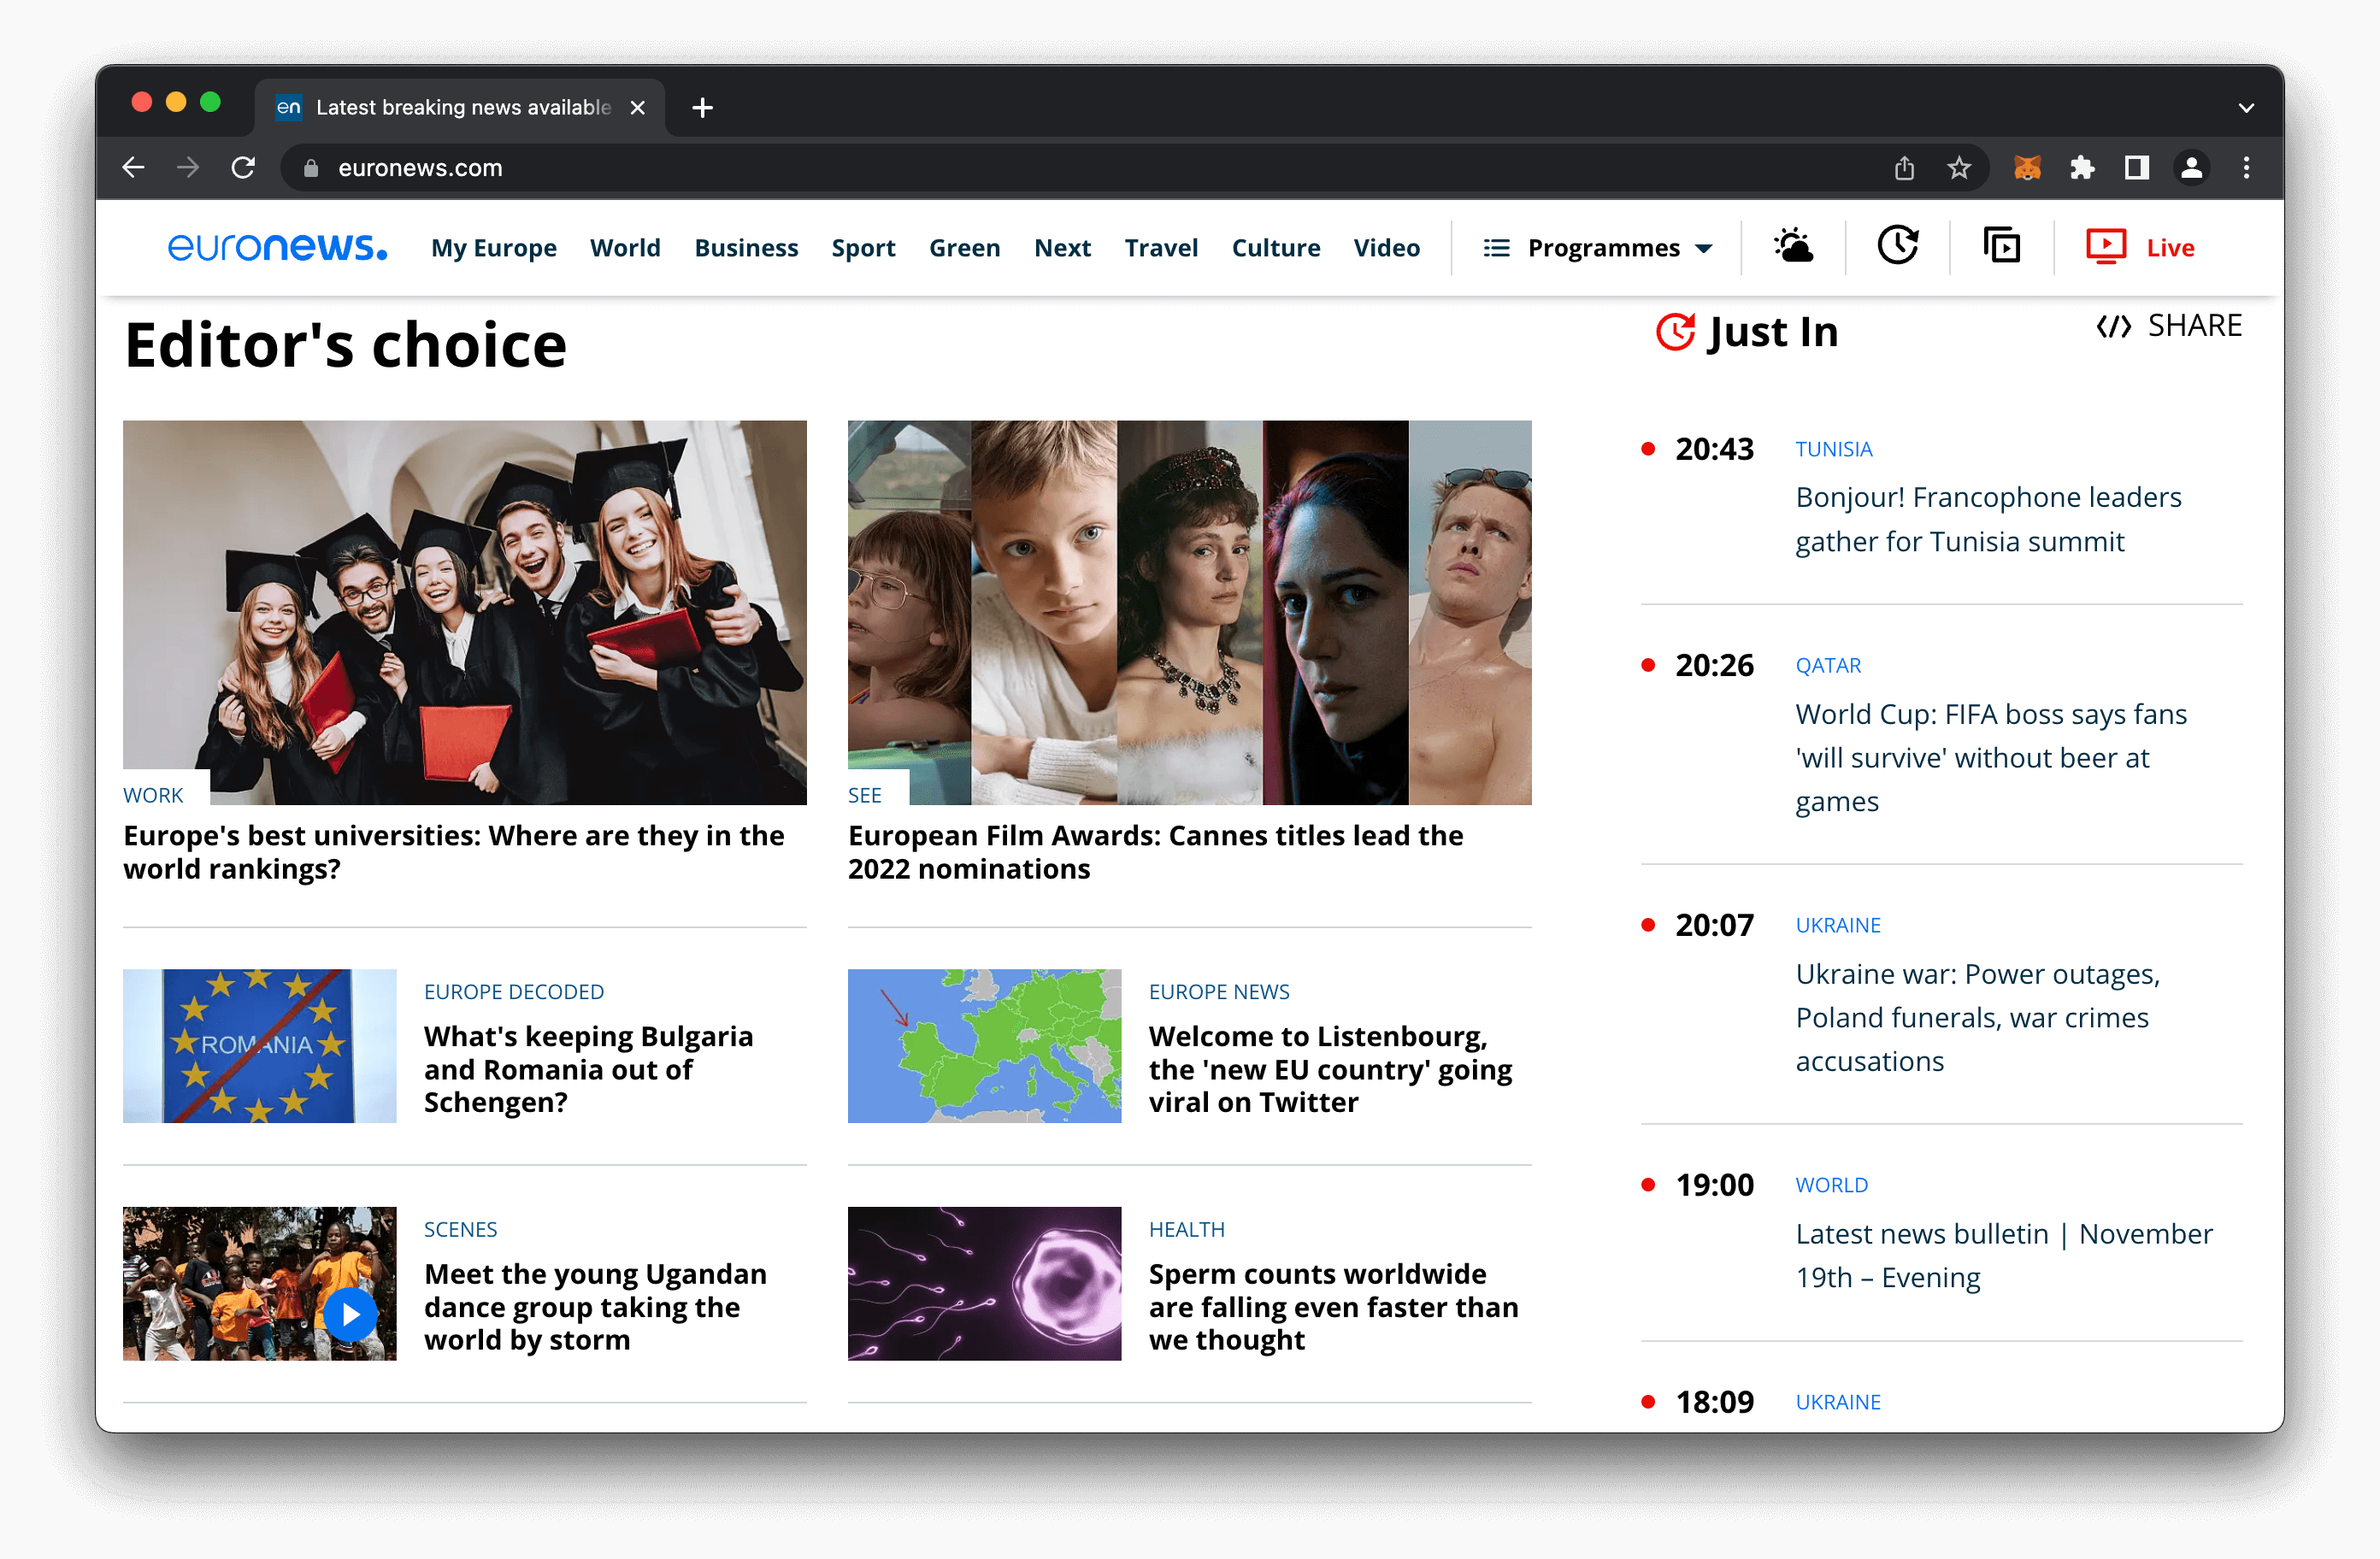 en Latest breaking news available
euronews.com
euronews. My Europe World Business Sport Green Next Travel Culture Video Programmes Live
Editor's choice
WORK
Europe's best universities: Where are they in the
world rankings?
SEE
European Film Awards: Cannes titles lead the
2022 nominations
ROMANIA
EUROPE DECODED
What's keeping Bulgaria
and Romania out of
Schengen?
EUROPE NEWS
Welcome to Listenbourg,
the 'new EU country' going
viral on Twitter
SCENES
Meet the young Ugandan
dance group taking the
world by storm
HEALTH
Sperm counts worldwide
are falling even faster than
we thought
Just In
</> SHARE
20:43 TUNISIA
Bonjour! Francophone leaders
gather for Tunisia summit
20:26 QATAR
World Cup: FIFA boss says fans
'will survive' without beer at
games
20:07 UKRAINE
Ukraine war: Power outages,
Poland funerals, war crimes
accusations
19:00 WORLD
Latest news bulletin | November
19th – Evening
18:09 UKRAINE